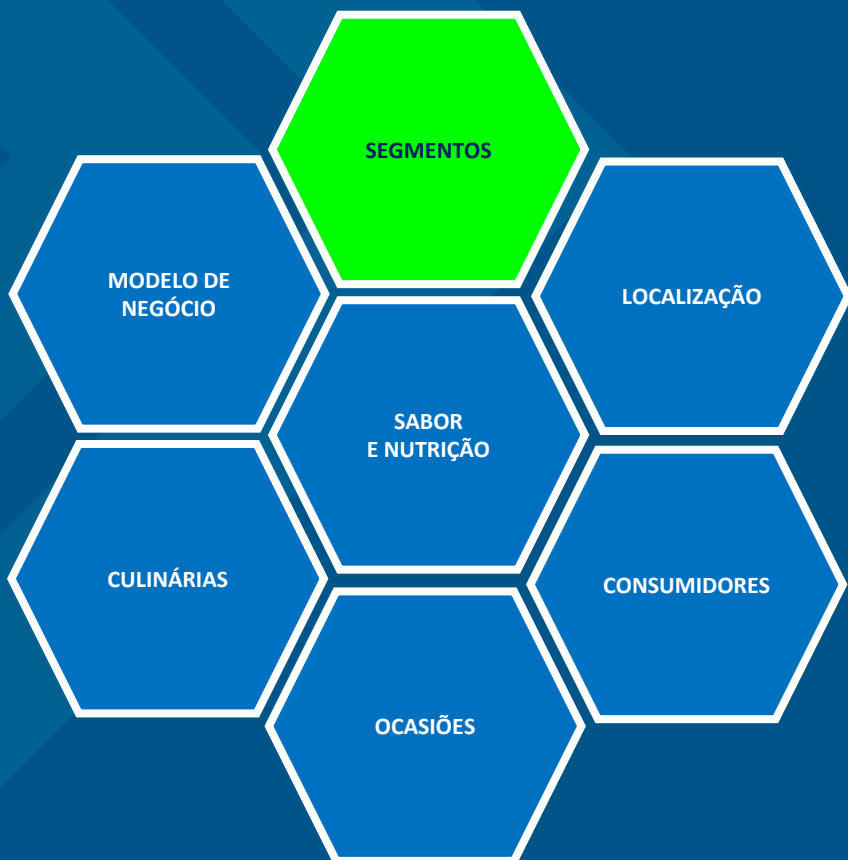 SEGMENTOS
MODELO DE
NEGÓCIO
LOCALIZAÇÃO
SABOR
E NUTRIÇÃO
CULINÁRIAS
CONSUMIDORES
OCASIÕES